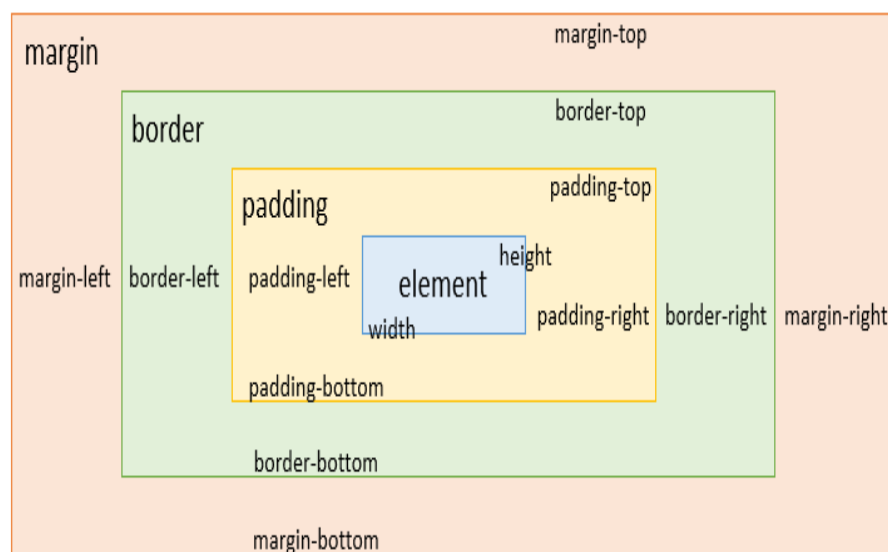 margin
margin-top
border
border-top
padding
padding-top
margin-left
border-left
padding-left
element
height
width
padding-right
border-right
margin-right
padding-bottom
border-bottom
margin-bottom